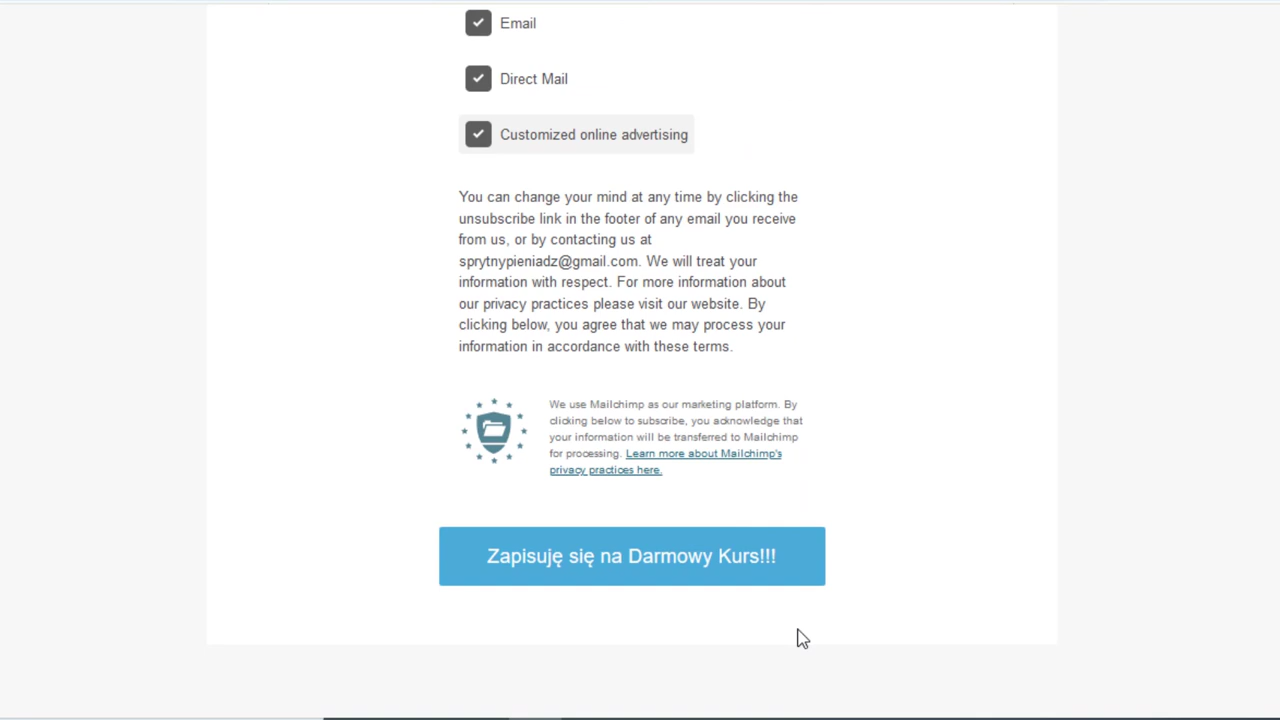 Email
Direct Mail
Customized online advertising
You can change your mind at any time by clicking the
unsubscribe link in the footer of any email you receive
from us, or by contacting us at
sprytnypieniadz@gmail.com. We will treat your
information with respect. For more information about
our privacy practices please visit our website. By
clicking below, you agree that we may process your
information in accordance with these terms.
We use Mailchimp as our marketing platform. By
clicking below to subscribe, you acknowledge that
your information will be transferred to Mailchimp
for processing. Learn more about Mailchimp's
privacy practices here.
Zapisuję się na Darmowy Kurs!!!